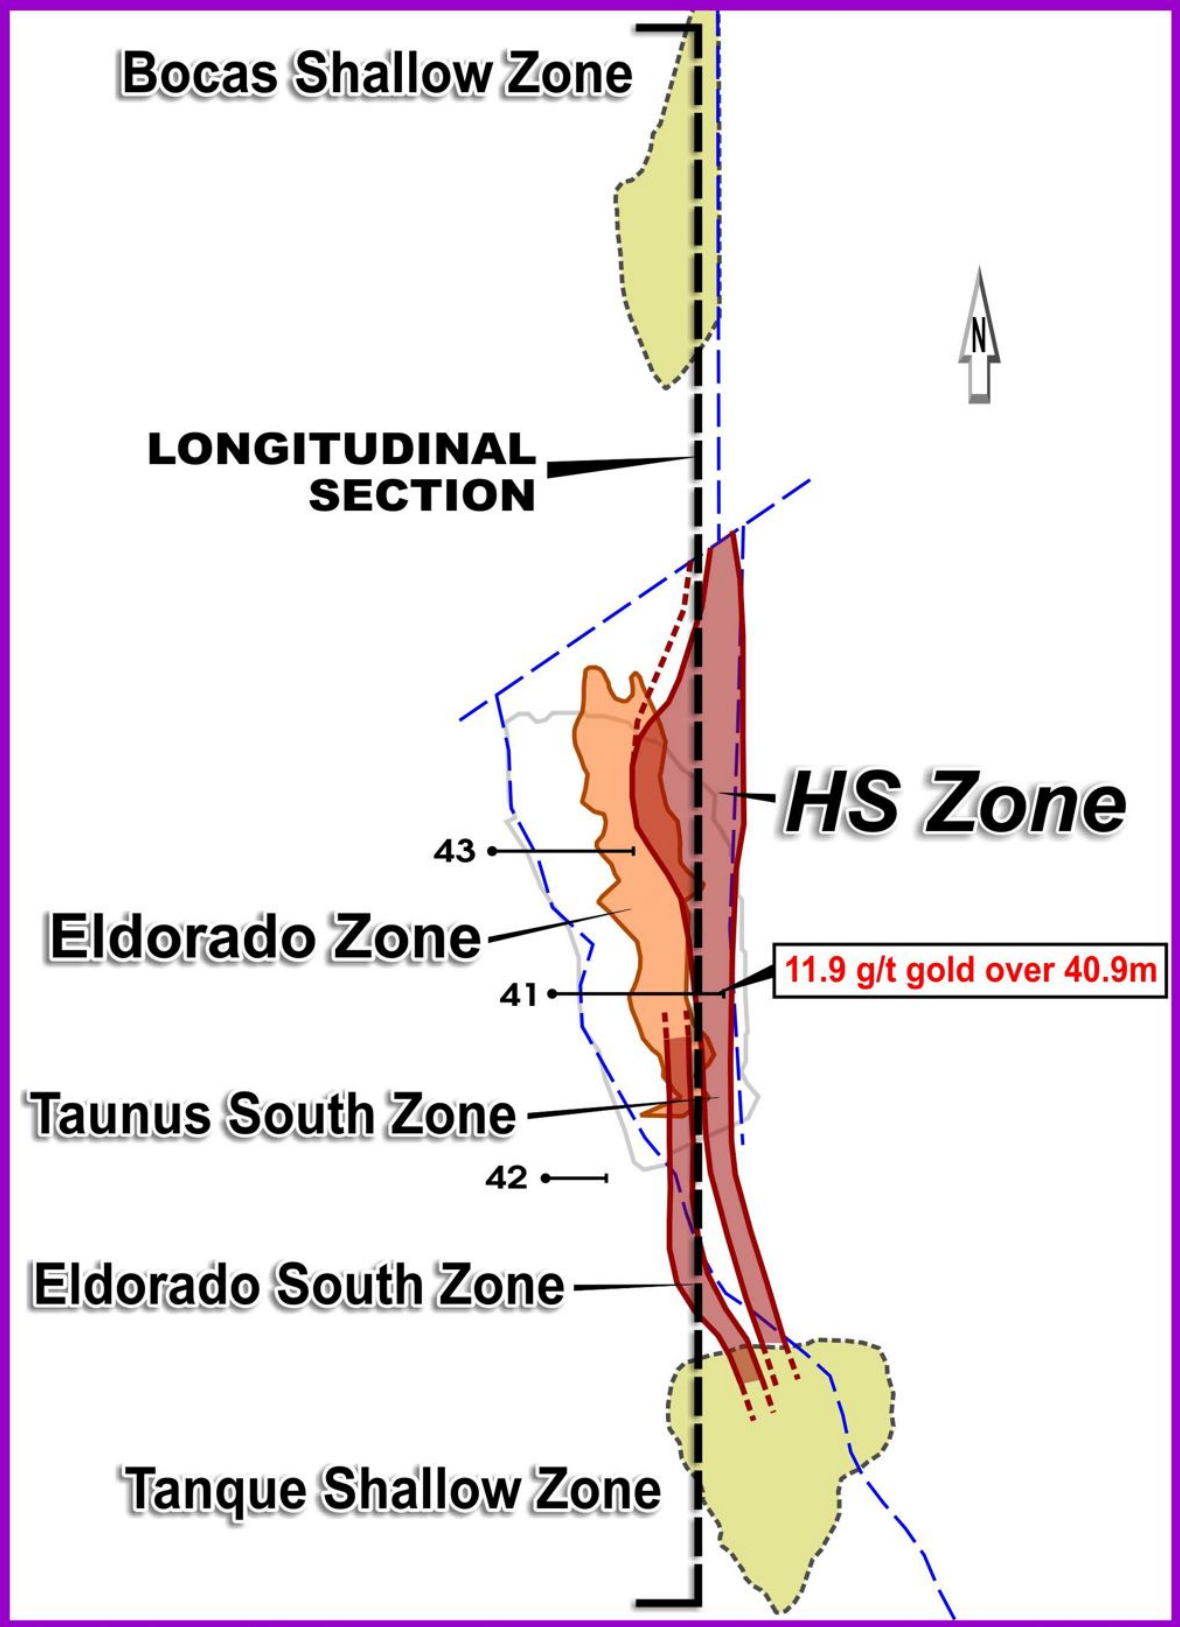 Bocas Shallow Zone
N
LONGITUDINAL
SECTION
HS Zone
43
Eldorado Zone
11.9 g/t gold over 40.9m
41
Taunus South Zone
42
Eldorado South Zone
Tanque Shallow Zone